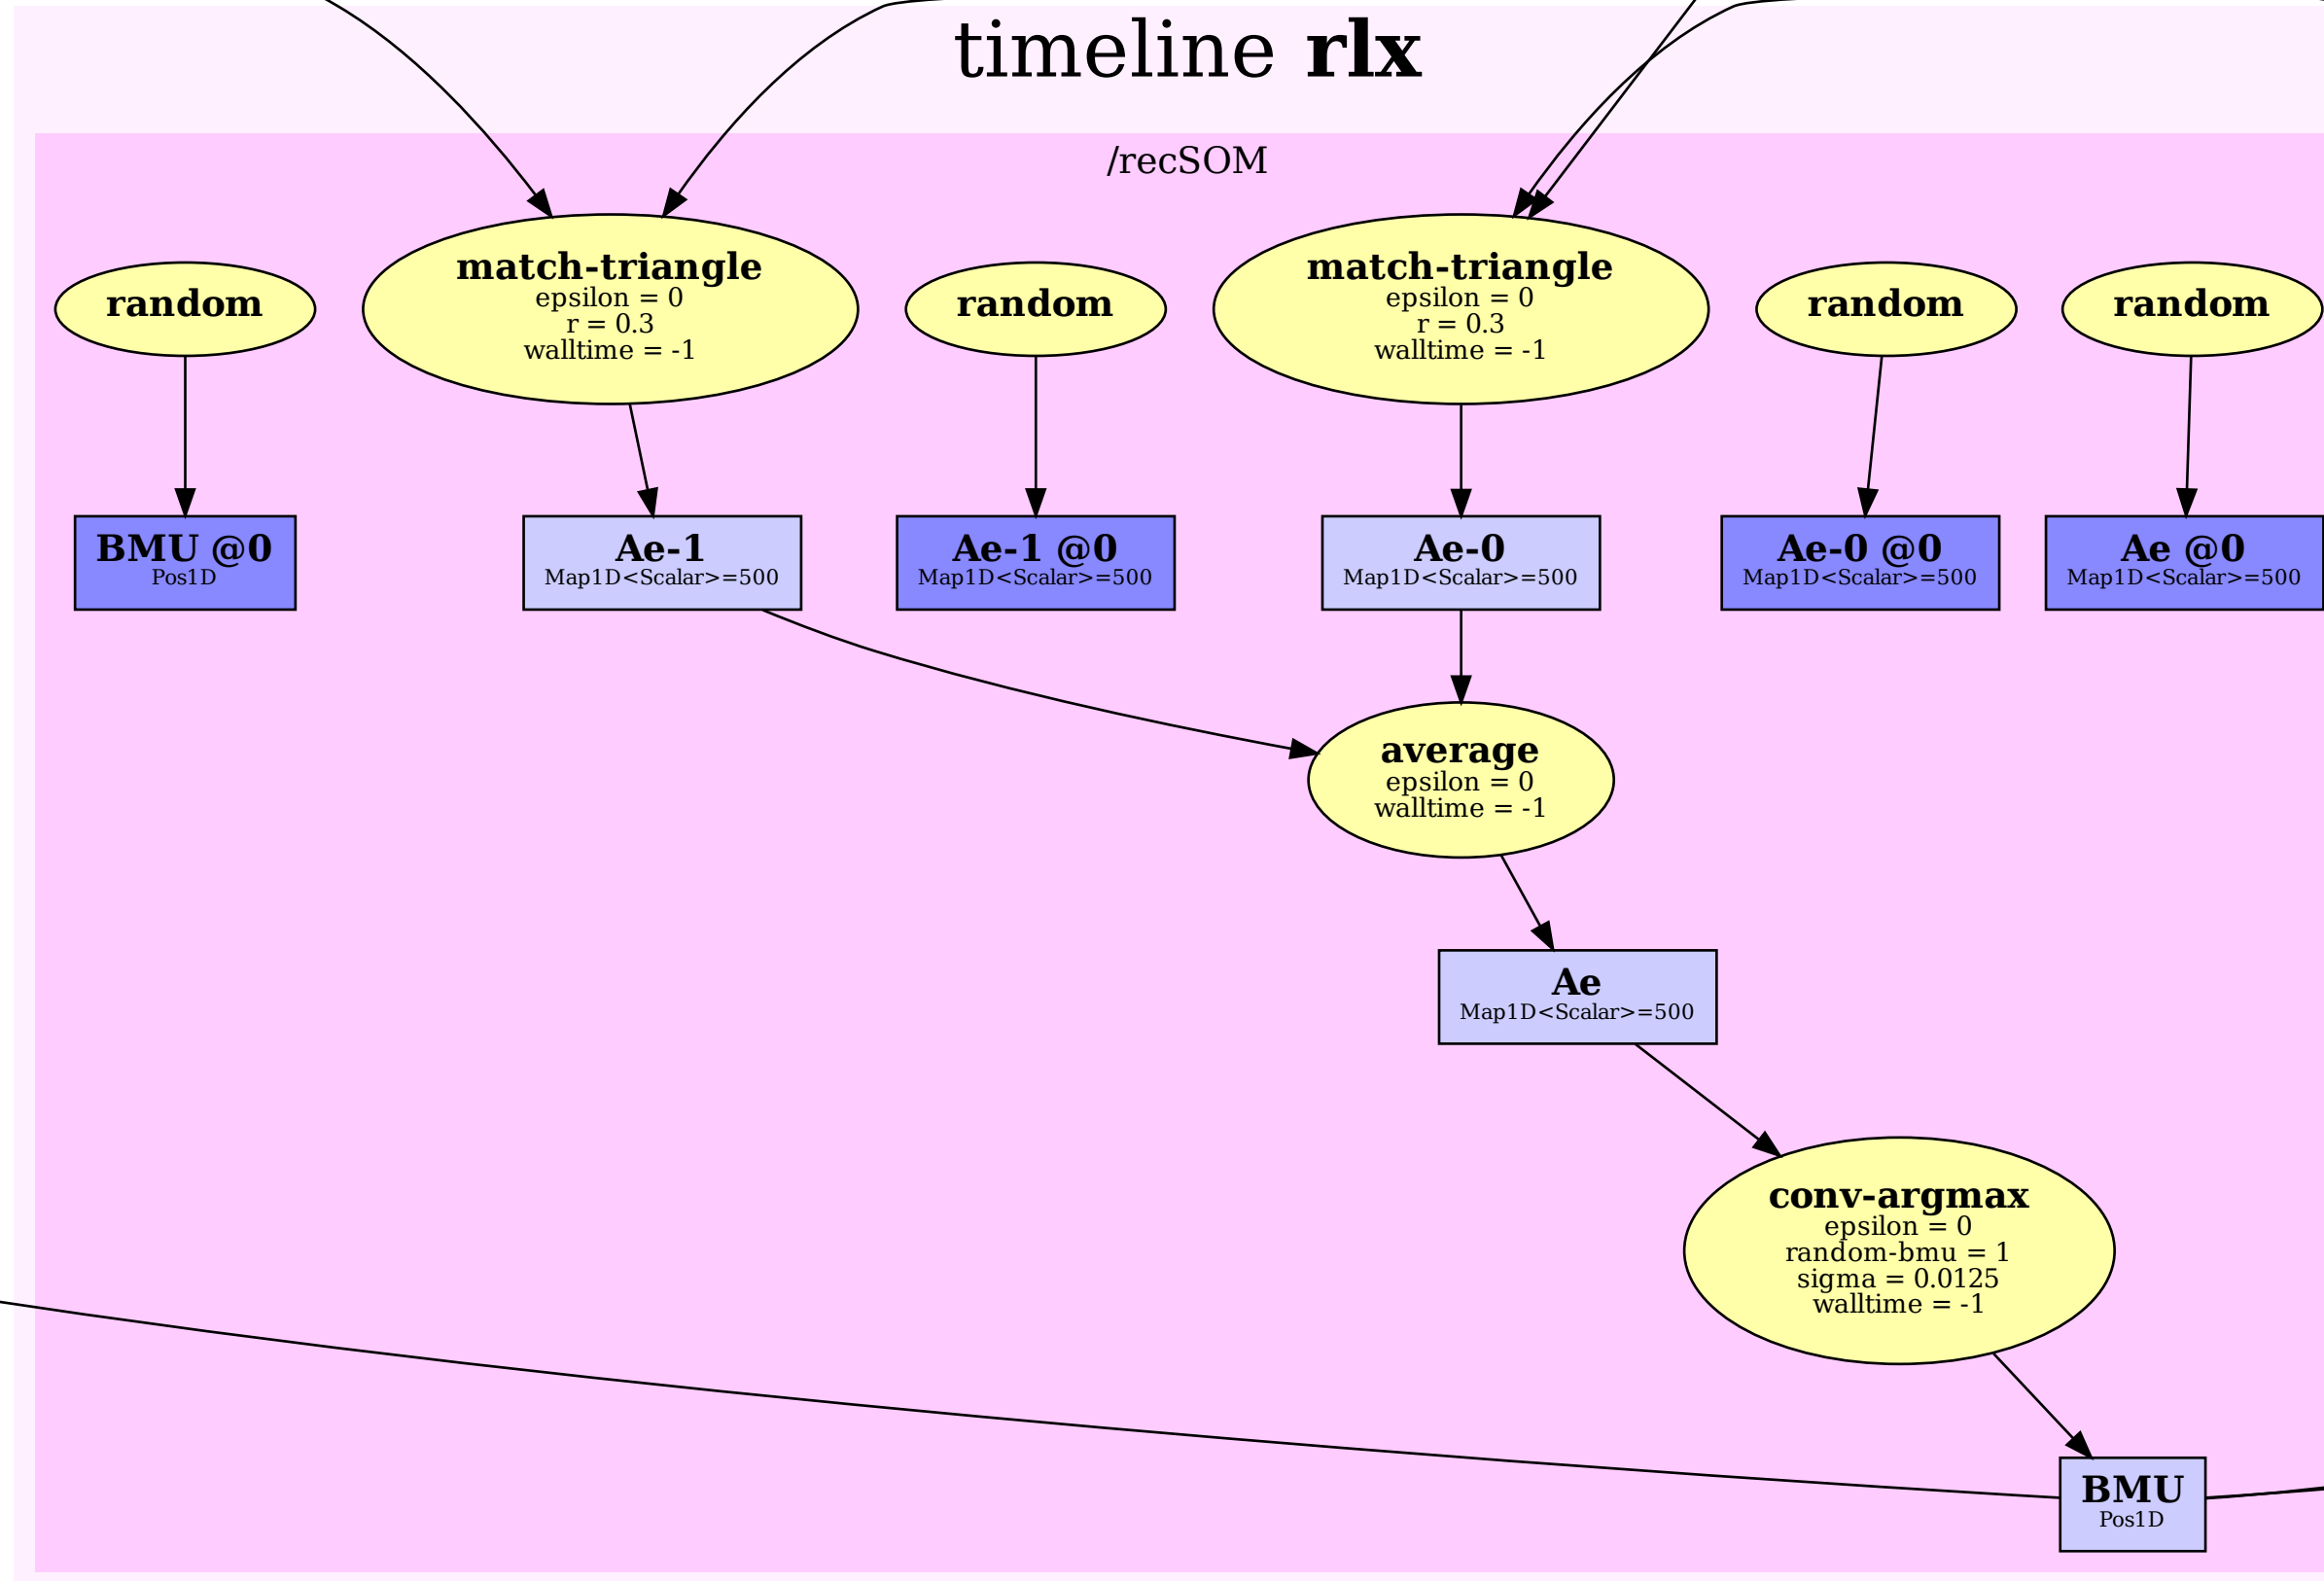 timeline rlx
/recSOM
random
match-triangle
epsilon = 0
r = 0.3
walltime = -1
random
match-triangle
epsilon = 0
r = 0.3
walltime = -1
random
random
BMU @0
Pos1D
Ae-1
Map1D<Scalar>=500
Ae-1 @0
Map1D<Scalar>=500
Ae-0
Map1D<Scalar>=500
Ae-0 @0
Map1D<Scalar>=500
Ae @0
Map1D<Scalar>=500
average
epsilon = 0
walltime = -1
Ae
Map1D<Scalar>=500
conv-argmax
epsilon = 0
random-bmu = 1
sigma = 0.0125
walltime = -1
BMU
Pos1D